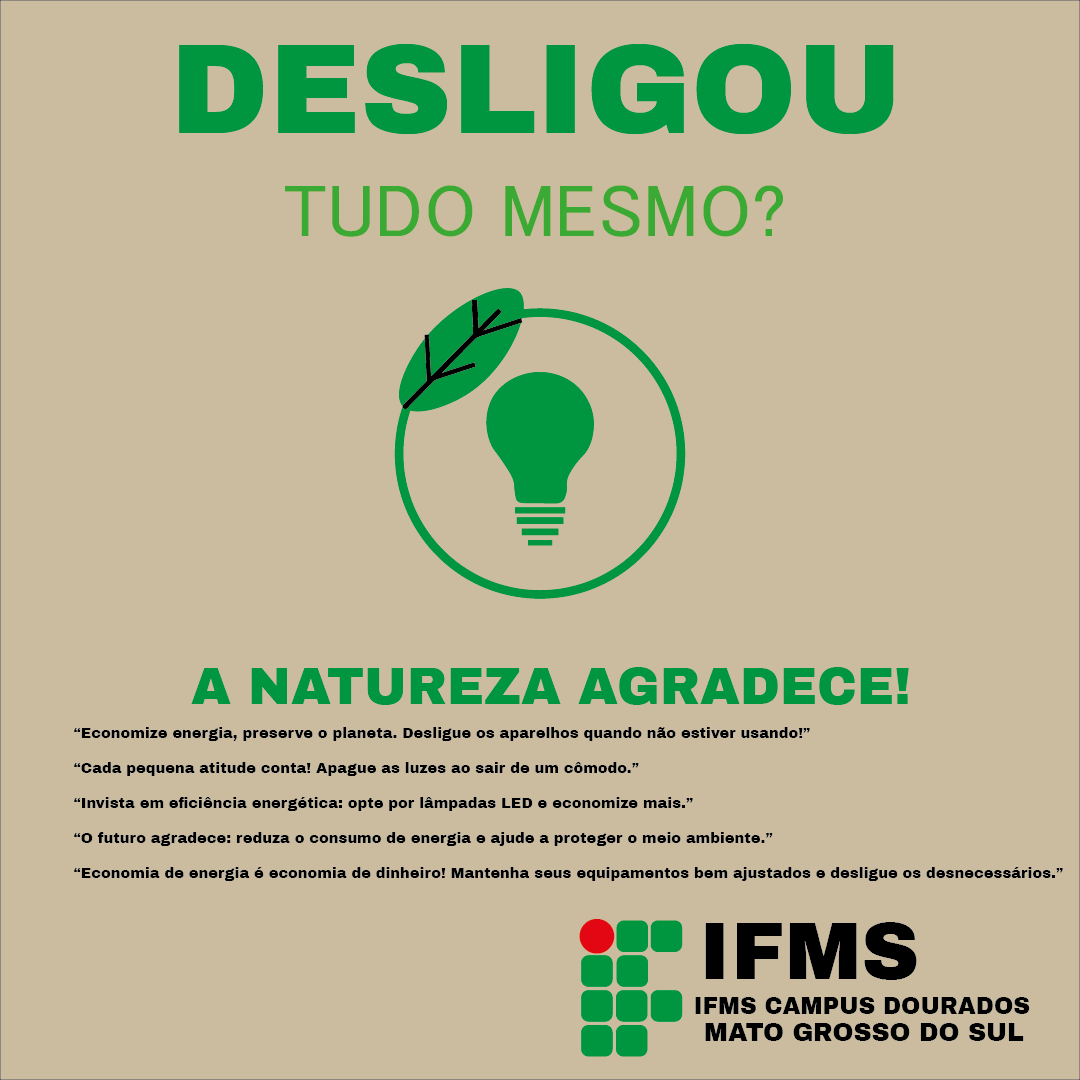 DESLIGOU
TUDO MESMO?
A NATUREZA AGRADECE!
“Economize energia, preserve o planeta. Desligue os aparelhos quando não estiver usando!”
“Cada pequena atitude conta! Apague as luzes ao sair de um cômodo.”
“Invista em eficiência energética: opte por lâmpadas LED e economize mais.”
“O futuro agradece: reduza o consumo de energia e ajude a proteger o meio ambiente.”
“Economia de energia é economia de dinheiro! Mantenha seus equipamentos bem ajustados e desligue os desnecessários.”
IFMS
IFMS CAMPUS DOURADOS
MATO GROSSO DO SUL